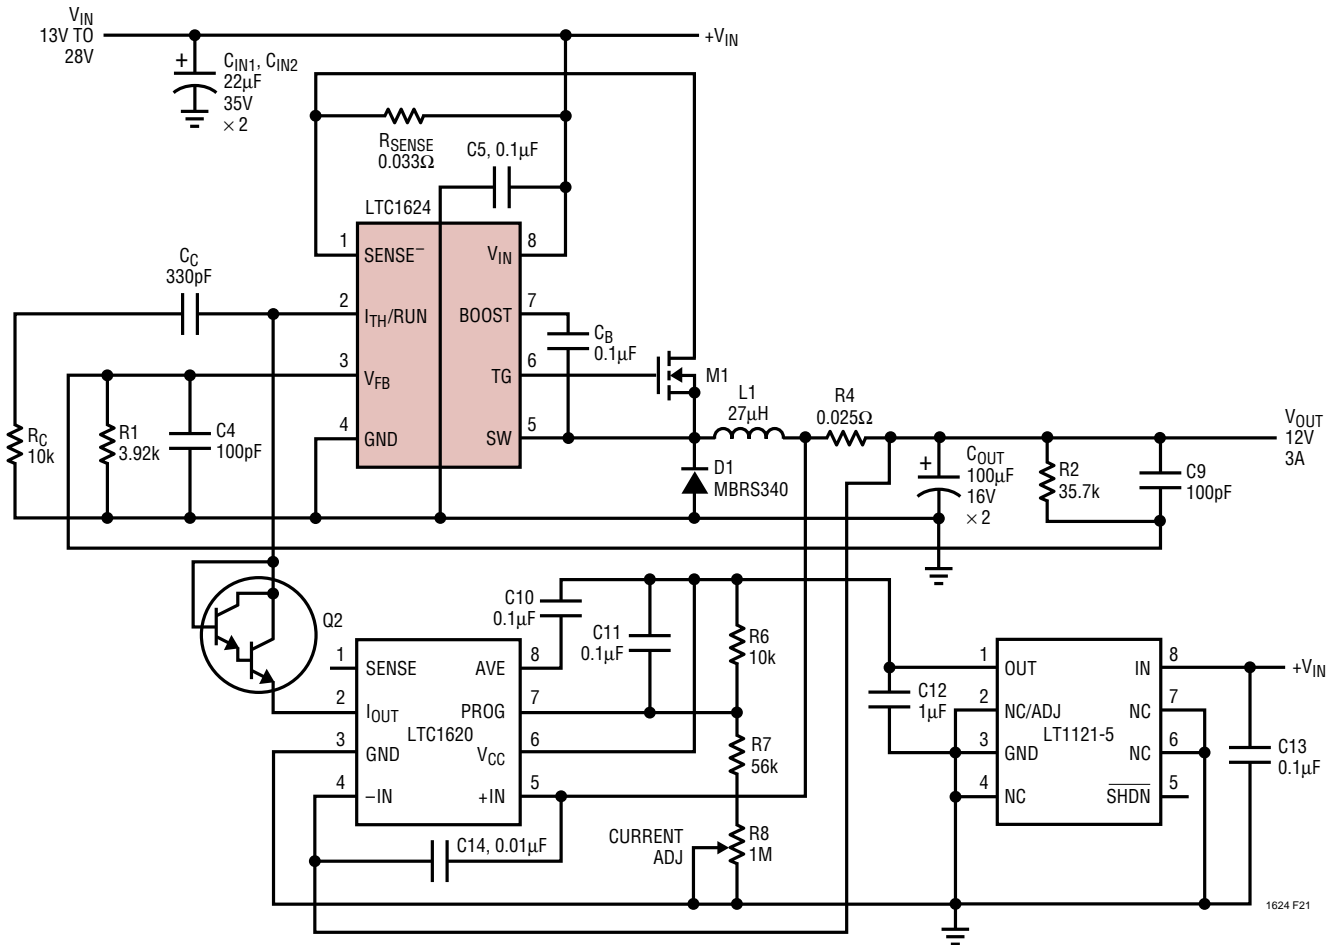 VIN
13V TO
28V
+VIN
+
CIN1, CIN2
22µF
35V
× 2
RSENSE
0.033Ω
C5, 0.1µF
LTC1624
1
SENSE–
VIN
8
CC
330pF
2
ITH/RUN
BOOST
7
CB
0.1µF
3
VFB
TG
6
M1
4
GND
SW
5
L1
27µH
R4
0.025Ω
VOUT
12V
3A
RC
10k
R1
3.92k
C4
100pF
D1
MBRS340
+
COUT
100µF
16V
× 2
R2
35.7k
C9
100pF
Q2
C10
0.1µF
C11
0.1µF
R6
10k
1
SENSE
AVE
8
2
IOUT
PROG
7
LTC1620
3
GND
VCC
6
4
–IN
+IN
5
R7
56k
C14, 0.01µF
CURRENT
ADJ
R8
1M
C12
1µF
1
OUT
IN
8
+VIN
2
NC/ADJ
NC
7
LT1121-5
3
GND
NC
6
4
NC
SHDN
5
C13
0.1µF
1624 F21